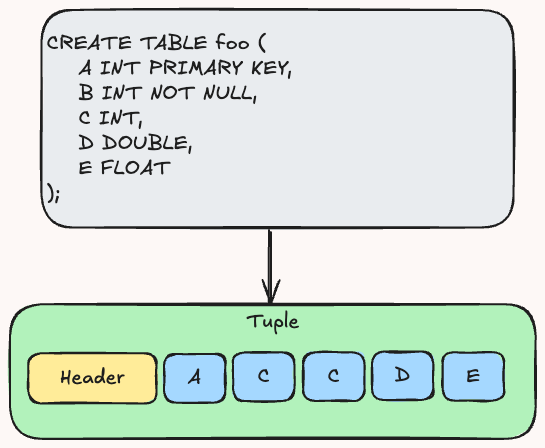 CREATE TABLE foo (
A INT PRIMARY KEY,
B INT NOT NULL,
C INT,
D DOUBLE,
E FLOAT
);
Tuple
Header A C C D E